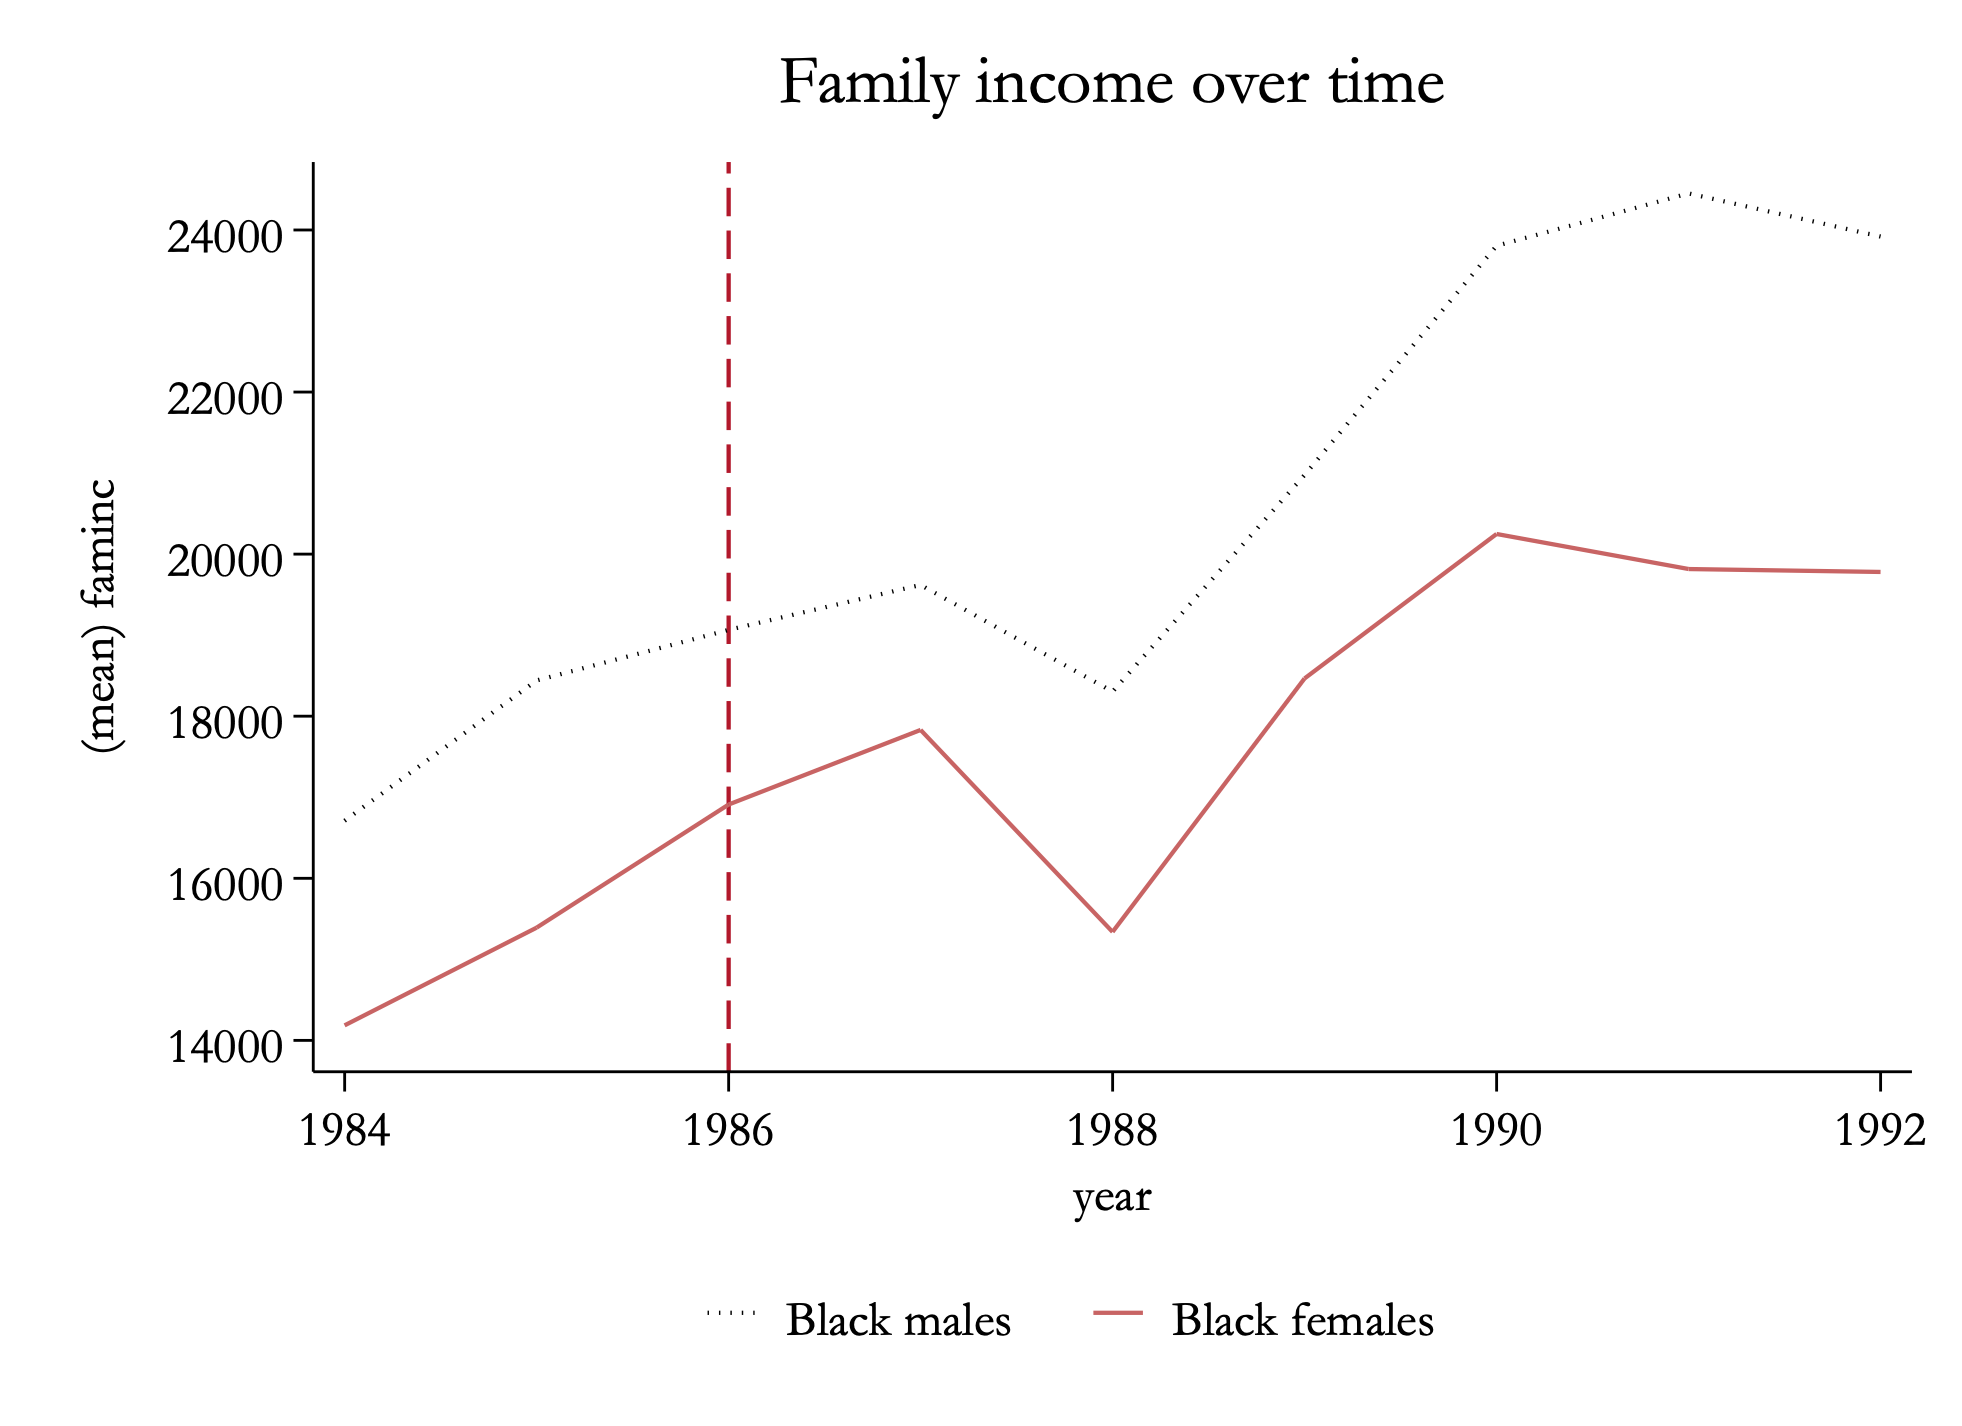 Family income over time
(mean) faminc
24000
22000
20000
18000
16000
14000
1984 1986 1988 1990 1992
year
Black males Black females